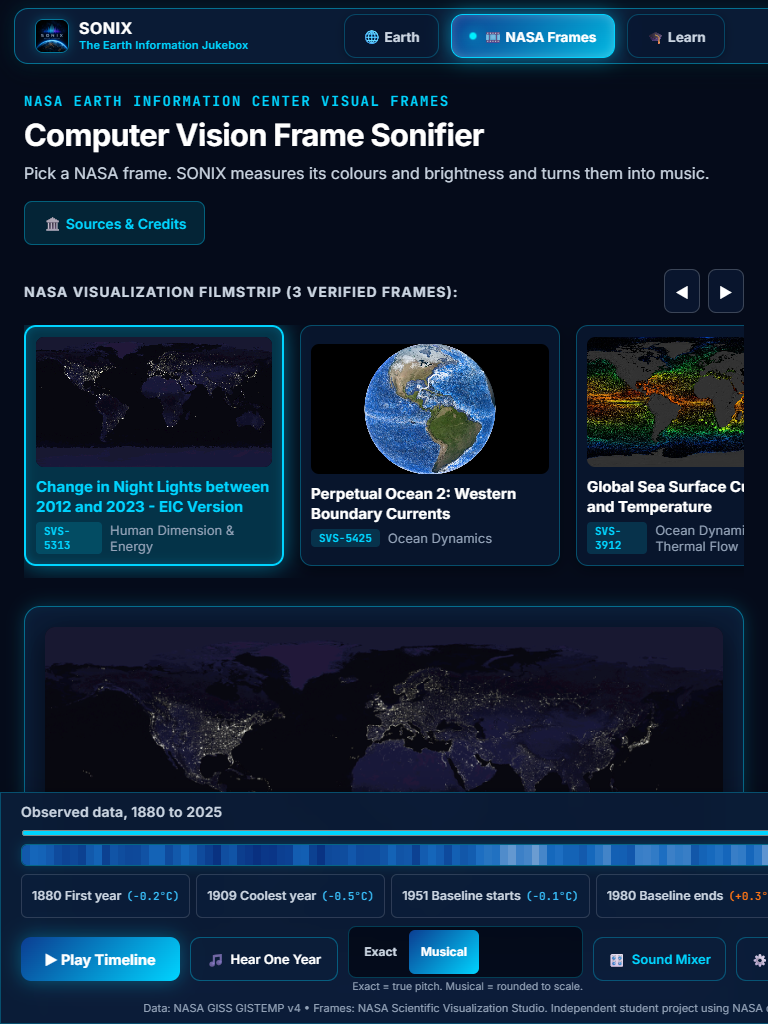 SONIX
The Earth Information Jukebox
Earth
NASA Frames
Learn
NASA EARTH INFORMATION CENTER VISUAL FRAMES
Computer Vision Frame Sonifier
Pick a NASA frame. SONIX measures its colours and brightness and turns them into music.
Sources & Credits
NASA VISUALIZATION FILMSTRIP (3 VERIFIED FRAMES):
Change in Night Lights between
2012 and 2023 - EIC Version
SVS-
5313
Human Dimension &
Energy
Perpetual Ocean 2: Western
Boundary Currents
SVS-5425
Ocean Dynamics
Global Sea Surface Cu
and Temperature
SVS-
3912
Ocean Dynami
Thermal Flow
Observed data, 1880 to 2025
1880 First year (-0.2°C)
1909 Coolest year (-0.5°C)
1951 Baseline starts (-0.1°C)
1980 Baseline ends (+0.3°
Play Timeline
Hear One Year
Exact
Musical
Sound Mixer
Exact = true pitch. Musical = rounded to scale.
Data: NASA GISS GISTEMP v4 • Frames: NASA Scientific Visualization Studio. Independent student project using NASA